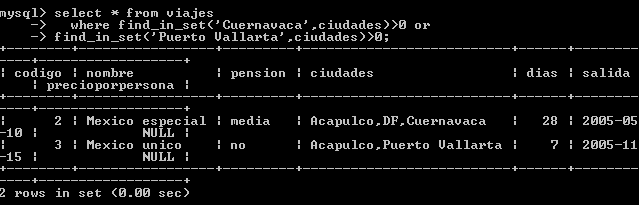 mysql> select * from viajes
    -> where find_in_set('Cuernavaca',ciudades)>0 or
    -> find_in_set('Puerto Vallarta',ciudades)>0;
+--------+-----------------+---------+--------------------------+------+--------
----+------------------+
| codigo | nombre | pension | ciudades | dias | salida
    | precioporpersona |
+--------+-----------------+---------+--------------------------+------+--------
----+------------------+
| 2 | Mexico especial | media | Acapulco,DF,Cuernavaca | 28 | 2005-05
-10 | NULL |
| 3 | Mexico unico | no | Acapulco,Puerto Vallarta | 7 | 2005-11
-15 | NULL |
+--------+-----------------+---------+--------------------------+------+--------
----+------------------+
2 rows in set (0.00 sec)